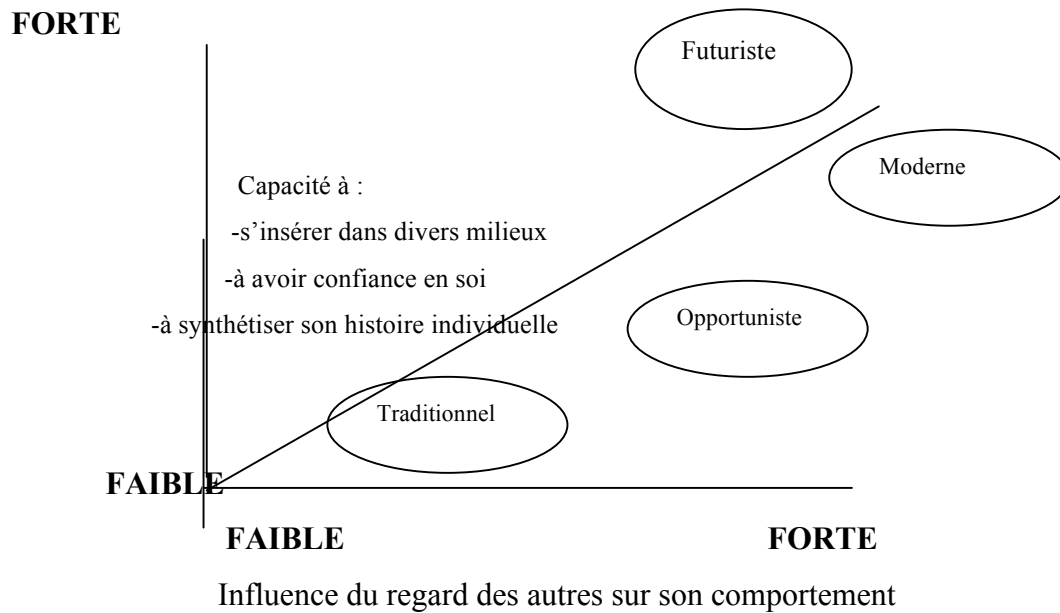 FORTE
Futuriste
Moderne
Capacité à :
-s’insérer dans divers milieux
-à avoir confiance en soi
-à synthétiser son histoire individuelle
Opportuniste
Traditionnel
FAIBLE
FAIBLE
FORTE
Influence du regard des autres sur son comportement